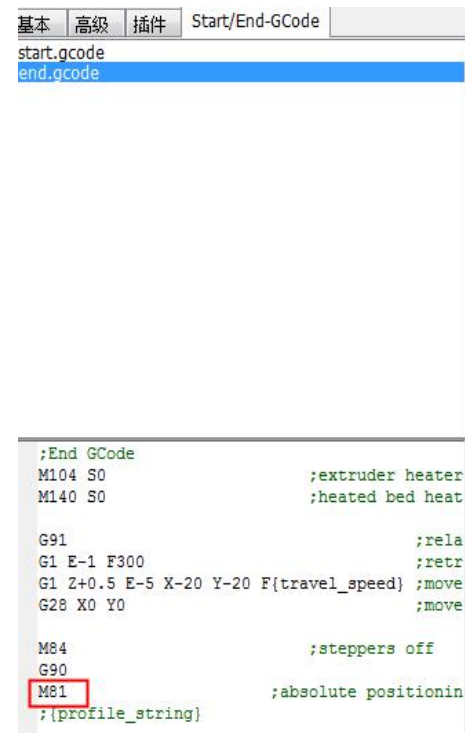 基本 高级 插件 Start/End-GCode
start.gcode
end.gcode
;End GCode
M104 S0 ;extruder heater
M140 S0 ;heated bed heat
G91 ;rela
G1 E-1 F300 ;retr
G1 Z+0.5 E-5 X-20 Y-20 F{travel_speed} ;move
G28 X0 Y0 ;move
M84 ;steppers off
G90
M81 ;absolute positionin
;{profile_string}